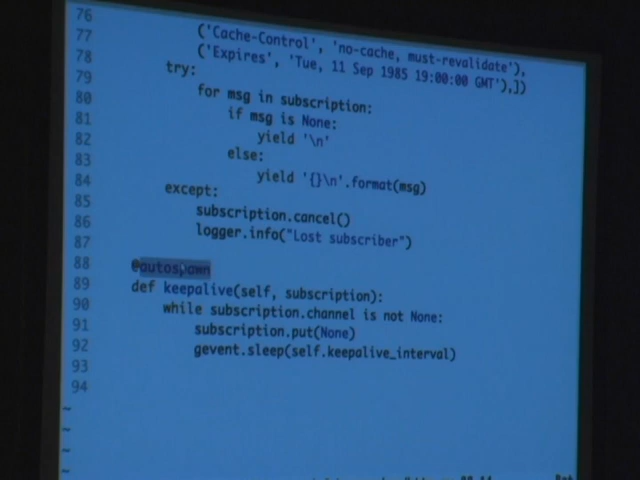 76
77 ('Cache-Control', 'no-cache, must-revalidate'),
78 ('Expires', 'Tue, 11 Sep 1985 19:00:00 GMT'),])
79 try:
80 for msg in subscription:
81 if msg is None:
82 yield '\n'
83 else:
84 yield '{}\n'.format(msg)
85 except:
86 subscription.cancel()
87 logger.info("Lost subscriber")
88 @autospawn
89 def keepalive(self, subscription):
90 while subscription.channel is not None:
91 subscription.put(None)
92 gevent.sleep(self.keepalive_interval)
93
94
~
~
~
~